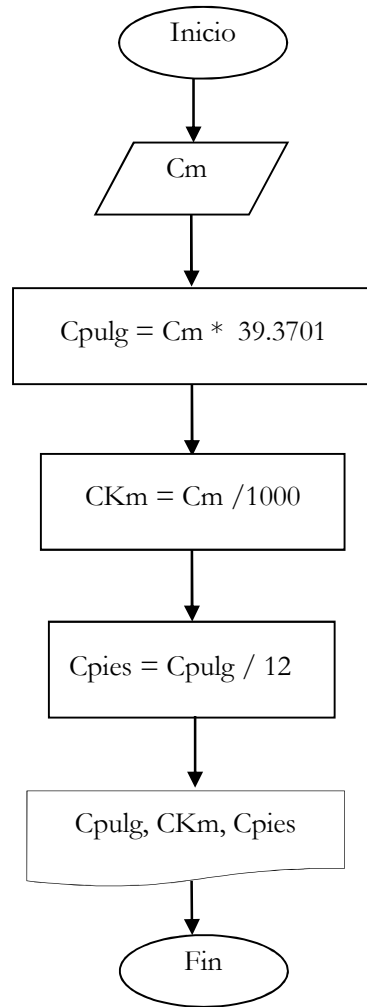 Inicio
Cm
Cpulg = Cm * 39.3701
CKm = Cm /1000
Cpies = Cpulg / 12
Cpulg, CKm, Cpies
Fin